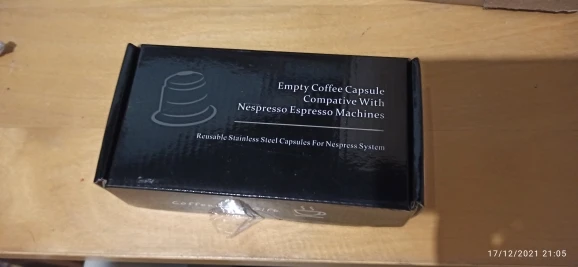 Empty Coffee Capsule
Compative With
Nespresso Espresso Machines
Reusable Stainless Steel Capsules For Nespress System
Coffee
17/12/2021 21:05